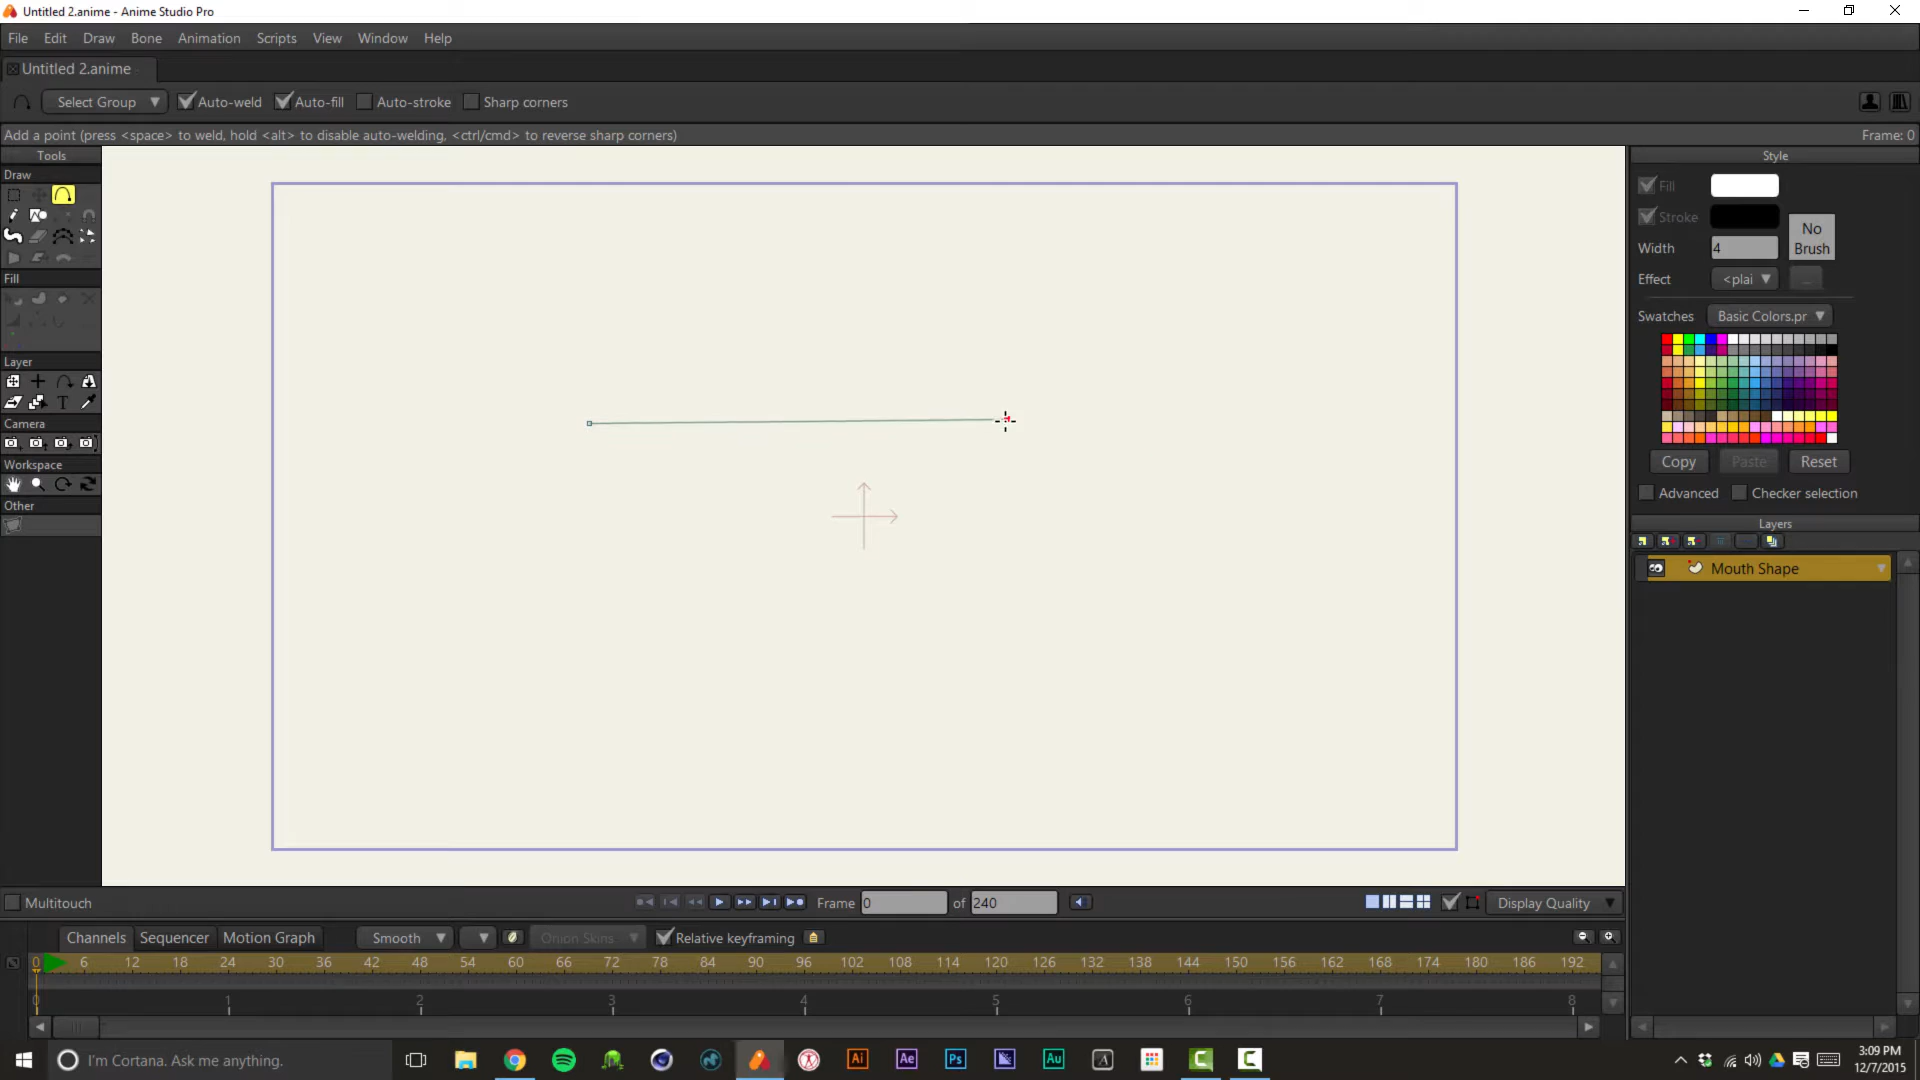 Untitled 2.anime - Anime Studio Pro
File Edit Draw Bone Animation Scripts View Window Help
Untitled 2.anime
Select Group Auto-weld Auto-fill Auto-stroke Sharp corners
Add a point (press <space> to weld, hold <alt> to disable auto-welding, <ctrl/cmd> to reverse sharp corners) Frame: 0
Tools
Draw
Fill
Layer
Camera
Workspace
Other
Style
Fill
Stroke
No Brush
Width 4
Effect <plai
Swatches Basic Colors.pr
Copy Paste Reset
Advanced Checker selection
Layers
Mouth Shape
Multitouch Frame 0 of 240 Display Quality
Channels Sequencer Motion Graph Smooth Onion Skins Relative keyframing
0 6 12 18 24 30 36 42 48 54 60 66 72 78 84 90 96 102 108 114 120 126 132 138 144 150 156 162 168 174 180 186 192
0 1 2 3 4 5 6 7 8
I'm Cortana. Ask me anything. Ai Ae Ps Au 3:09 PM
12/7/2015